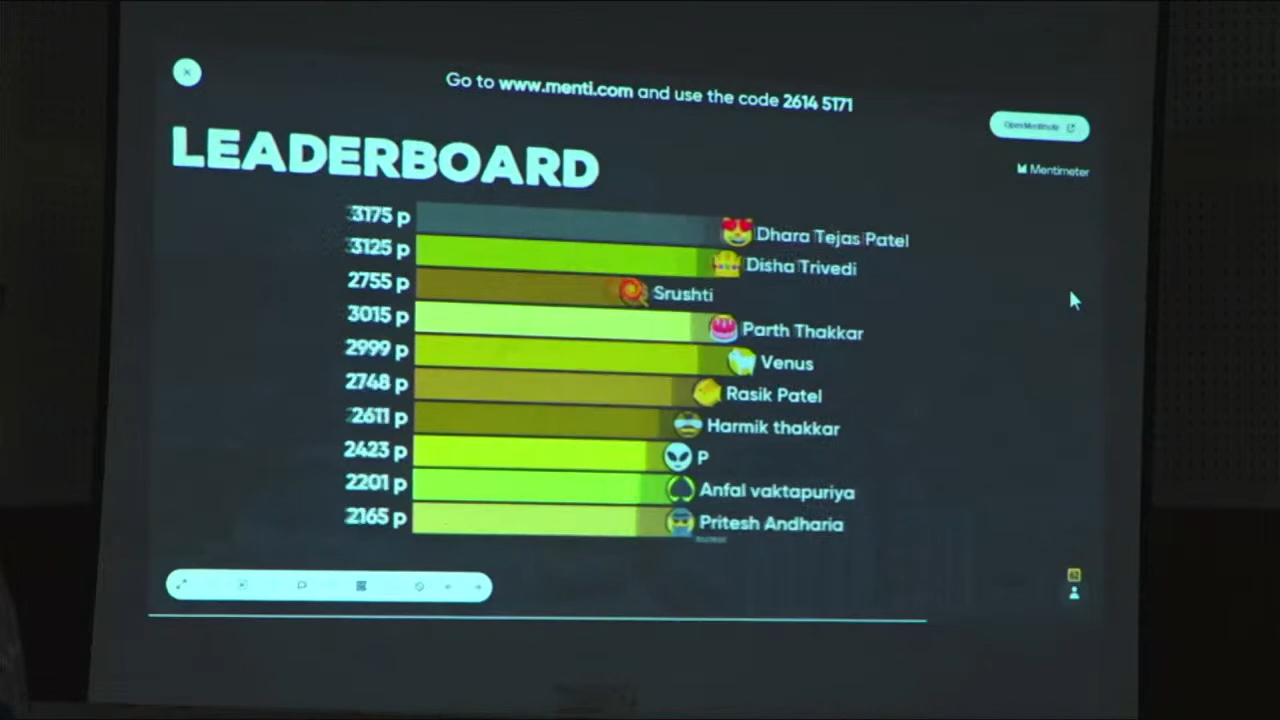 Go to www.menti.com and use the code 2614 5171
Open Mentimeter
Mentimeter
LEADERBOARD
3175 p Dhara Tejas Patel
3125 p Disha Trivedi
2755 p Srushti
3015 p Parth Thakkar
2999 p Venus
2748 p Rasik Patel
2611 p Harmik thakkar
2423 p P
2201 p Anfal vaktapuriya
2165 p Pritesh Andharia